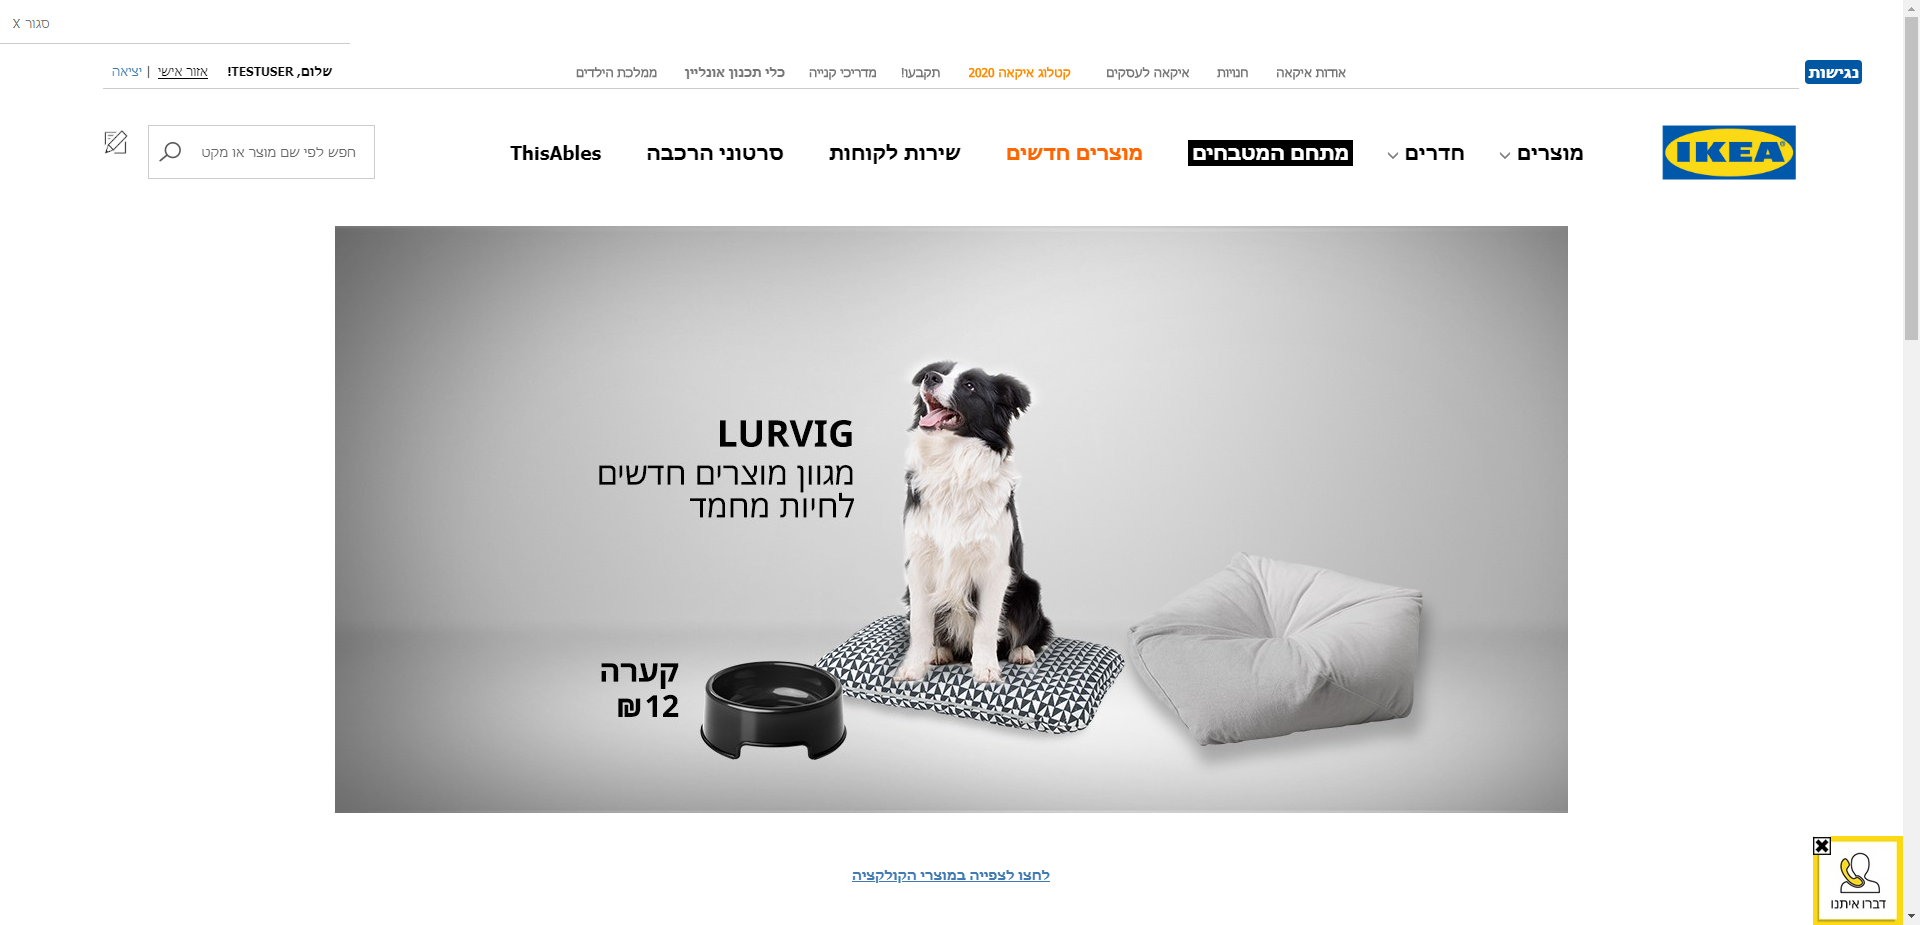 סגור X
נגישות
אודות איקאה
חנויות
איקאה לעסקים
קטלוג איקאה 2020
תקבעו!
מדריכי קנייה
כלי תכנון אונליין
ממלכת הילדים
שלום, TESTUSER!
אזור אישי | יציאה
IKEA
מוצרים
חדרים
מתחם המטבחים
מוצרים חדשים
שירות לקוחות
סרטוני הרכבה
ThisAbles
חפש לפי שם מוצר או מקט
LURVIG
מגוון מוצרים חדשים
לחיות מחמד
קערה
12₪
לחצו לצפייה במוצרי הקולקציה
דברו איתנו